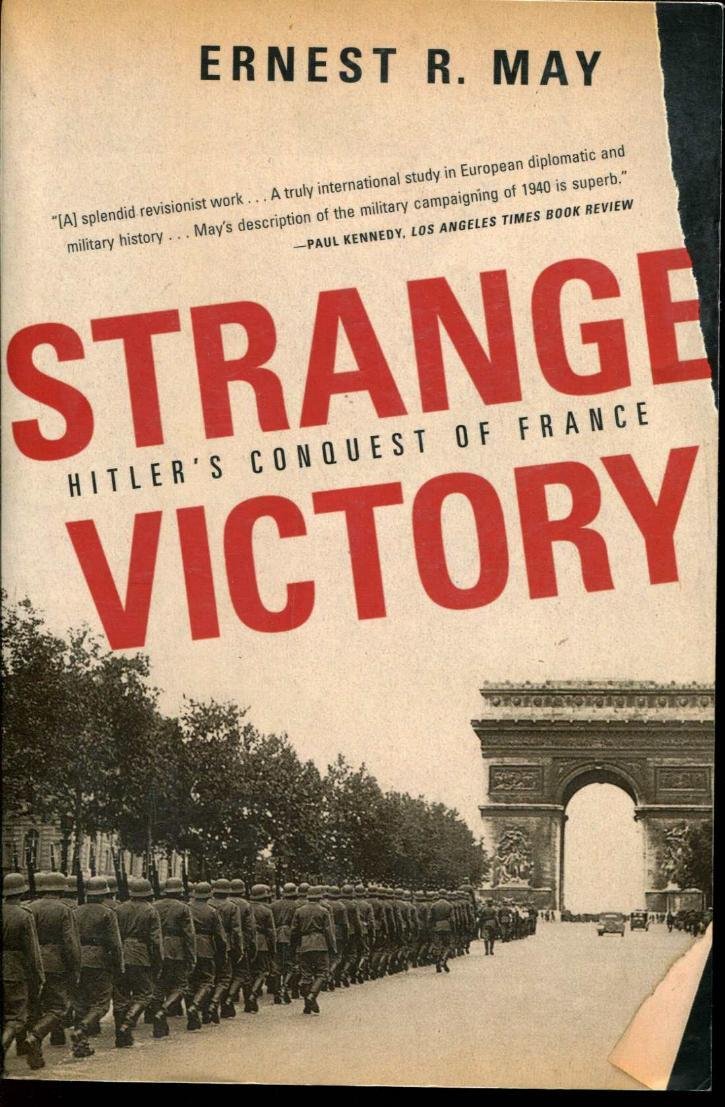 ERNEST R. MAY
“[A] splendid revisionist work . . . A truly international study in European diplomatic and
military history . . . May’s description of the military campaigning of 1940 is superb.”
—PAUL KENNEDY, LOS ANGELES TIMES BOOK REVIEW
STRANGE
HITLER’S CONQUEST OF FRANCE
VICTORY